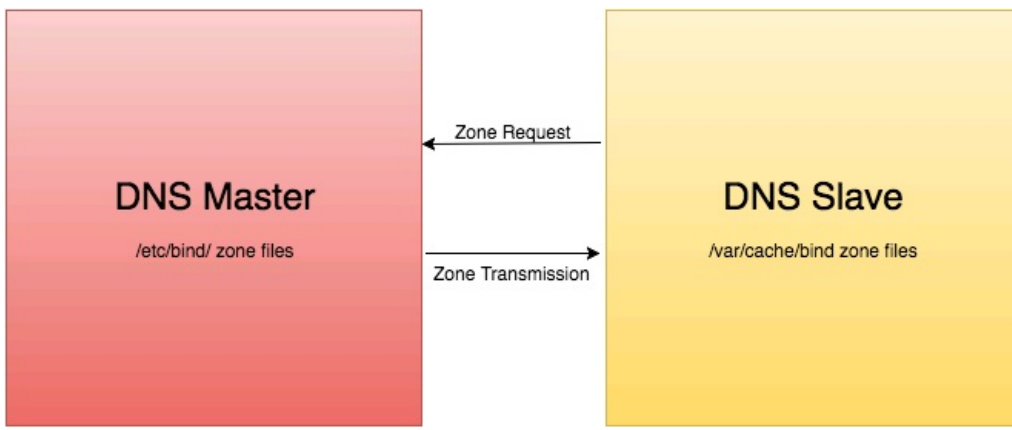 DNS Master
/etc/bind/ zone files
Zone Request
Zone Transmission
DNS Slave
/var/cache/bind zone files